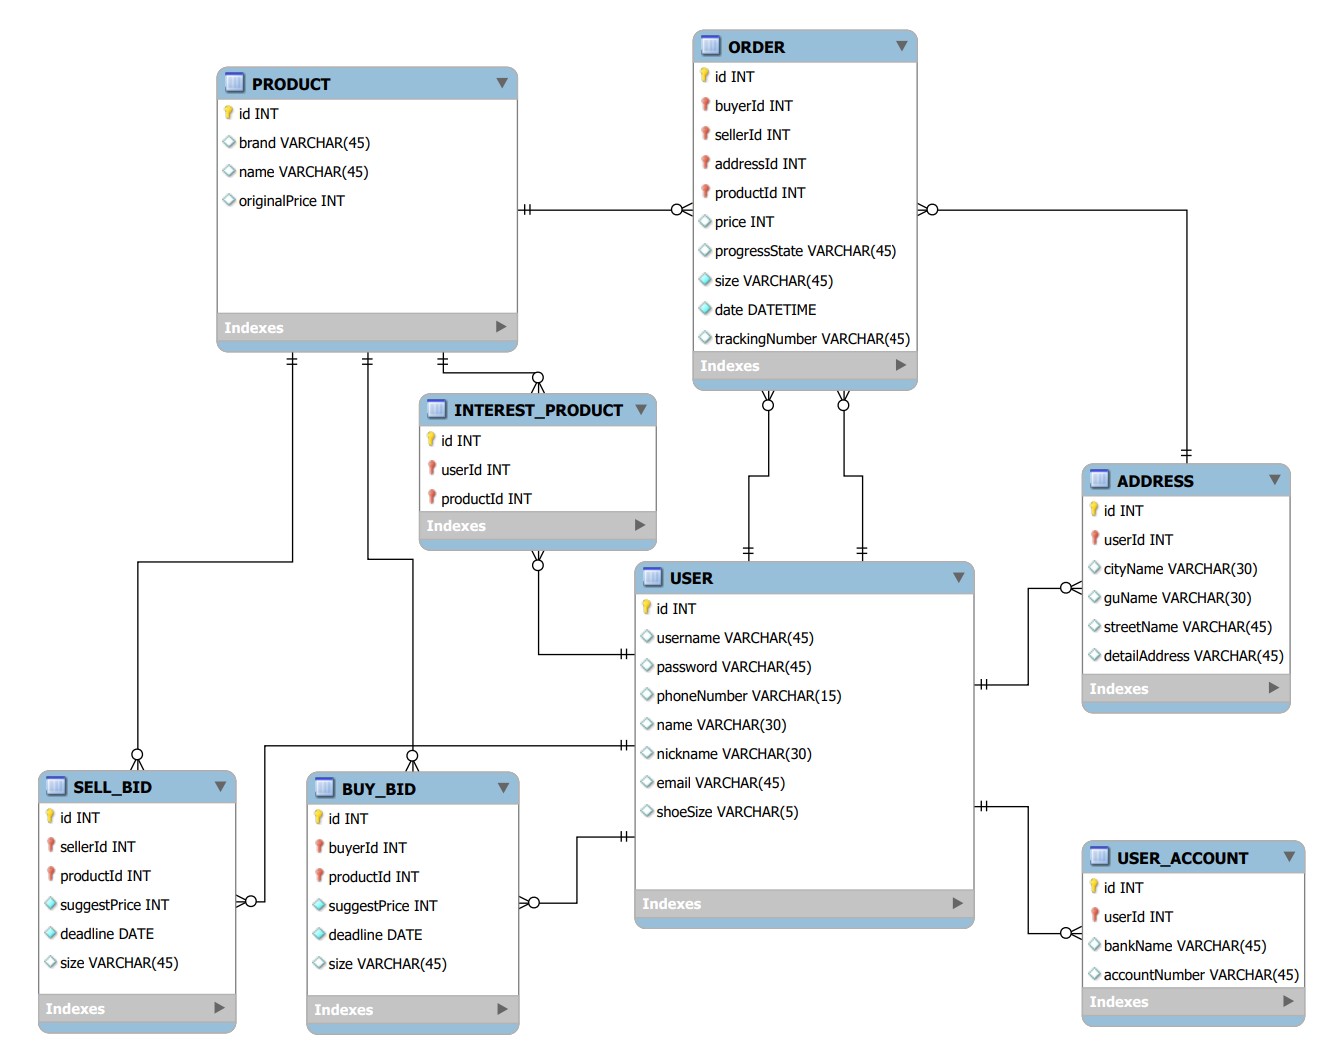 PRODUCT
id INT
brand VARCHAR(45)
name VARCHAR(45)
originalPrice INT
Indexes
ORDER
id INT
buyerId INT
sellerId INT
addressId INT
productId INT
price INT
progressState VARCHAR(45)
size VARCHAR(45)
date DATETIME
trackingNumber VARCHAR(45)
Indexes
INTEREST_PRODUCT
id INT
userId INT
productId INT
Indexes
ADDRESS
id INT
userId INT
cityName VARCHAR(30)
guName VARCHAR(30)
streetName VARCHAR(45)
detailAddress VARCHAR(45)
Indexes
USER
id INT
username VARCHAR(45)
password VARCHAR(45)
phoneNumber VARCHAR(15)
name VARCHAR(30)
nickname VARCHAR(30)
email VARCHAR(45)
shoeSize VARCHAR(5)
Indexes
SELL_BID
id INT
sellerId INT
productId INT
suggestPrice INT
deadline DATE
size VARCHAR(45)
Indexes
BUY_BID
id INT
buyerId INT
productId INT
suggestPrice INT
deadline DATE
size VARCHAR(45)
Indexes
USER_ACCOUNT
id INT
userId INT
bankName VARCHAR(45)
accountNumber VARCHAR(45)
Indexes